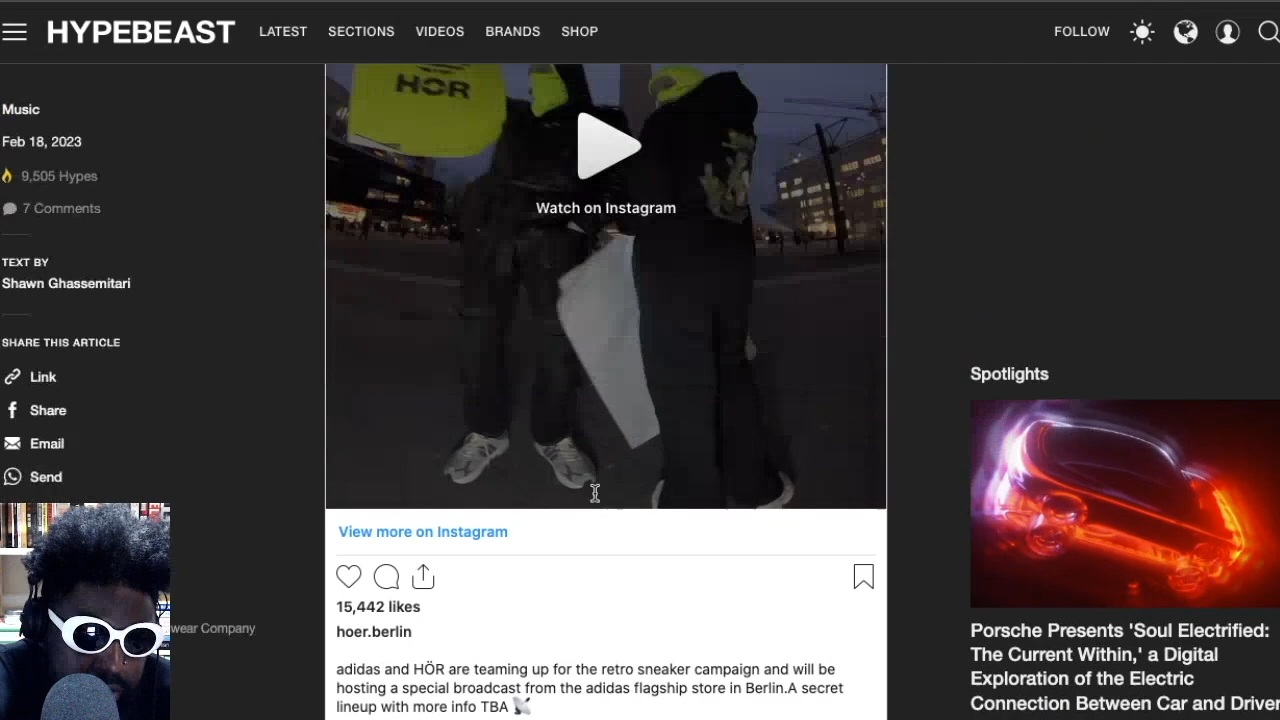 HYPEBEAST LATEST SECTIONS VIDEOS BRANDS SHOP FOLLOW
HÖR
Music
Feb 18, 2023
9,505 Hypes
7 Comments
TEXT BY
Shawn Ghassemitari
SHARE THIS ARTICLE
Link
Share
Email
Send
wear Company
Watch on Instagram
View more on Instagram
15,442 likes
hoer.berlin
adidas and HÖR are teaming up for the retro sneaker campaign and will be
hosting a special broadcast from the adidas flagship store in Berlin.A secret
lineup with more info TBA
Spotlights
Porsche Presents 'Soul Electrified:
The Current Within,' a Digital
Exploration of the Electric
Connection Between Car and Driver